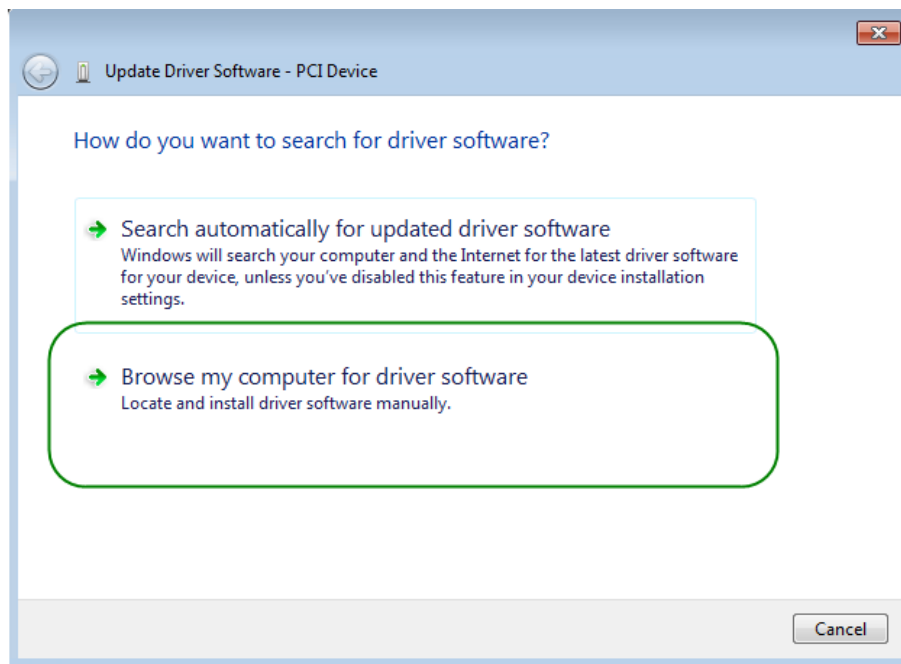 Update Driver Software - PCI Device
How do you want to search for driver software?
Search automatically for updated driver software
Windows will search your computer and the Internet for the latest driver software
for your device, unless you've disabled this feature in your device installation
settings.
Browse my computer for driver software
Locate and install driver software manually.
Cancel